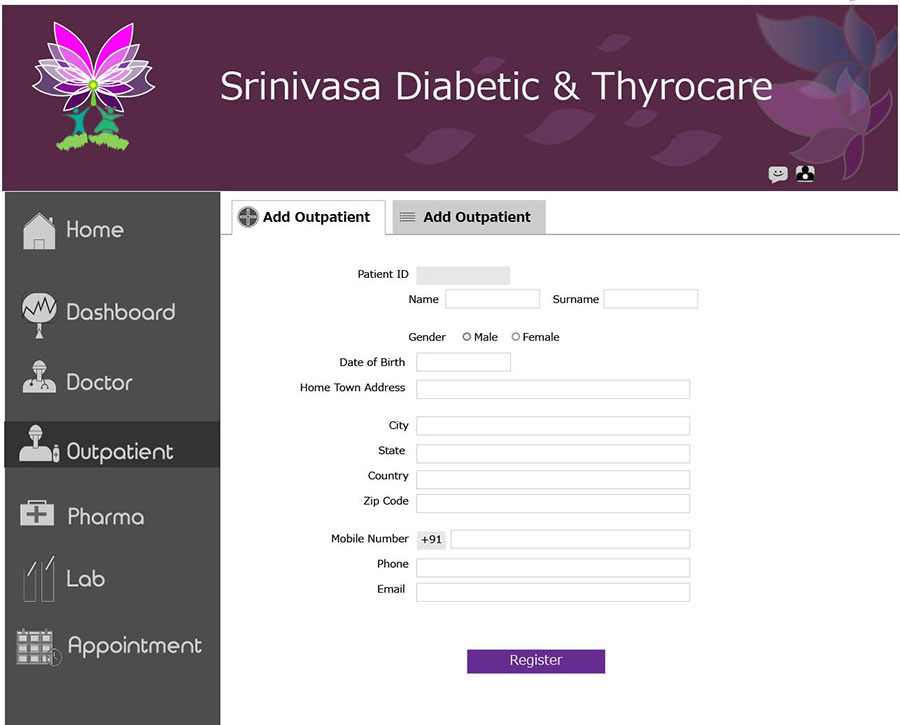 Srinivasa Diabetic & Thyrocare
Home
Dashboard
Doctor
Outpatient
Pharma
Lab
Appointment
Add Outpatient Add Outpatient
Patient ID
Name Surname
Gender Male Female
Date of Birth
Home Town Address
City
State
Country
Zip Code
Mobile Number +91
Phone
Email
Register